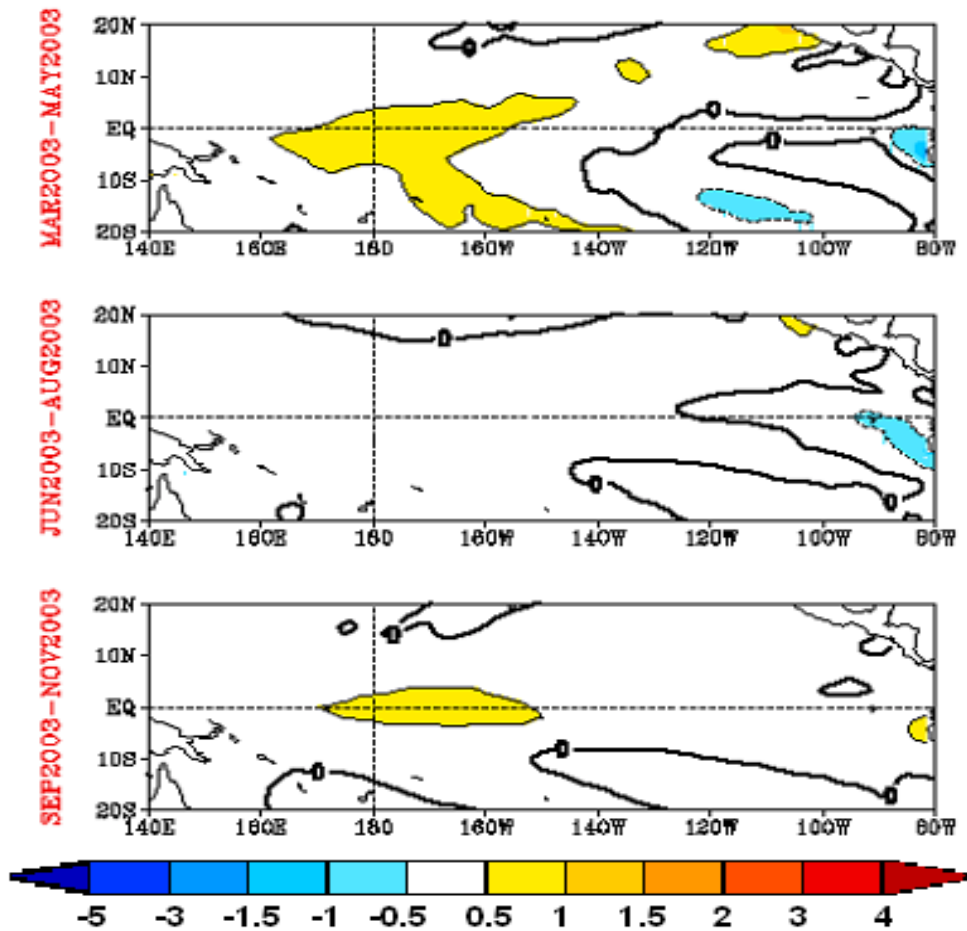 MAR2003-MAY2003
20N
10N
EQ
10S
20S
0
0
0
140E 160E 180 160W 140W 120W 100W 80W
JUN2003-AUG2003
20N
10N
EQ
10S
20S
0
0
0
140E 160E 180 160W 140W 120W 100W 80W
SEP2003-NOV2003
20N
10N
EQ
10S
20S
0
0
0
0
140E 160E 180 160W 140W 120W 100W 80W
-5 -3 -1.5 -1 -0.5 0.5 1 1.5 2 3 4